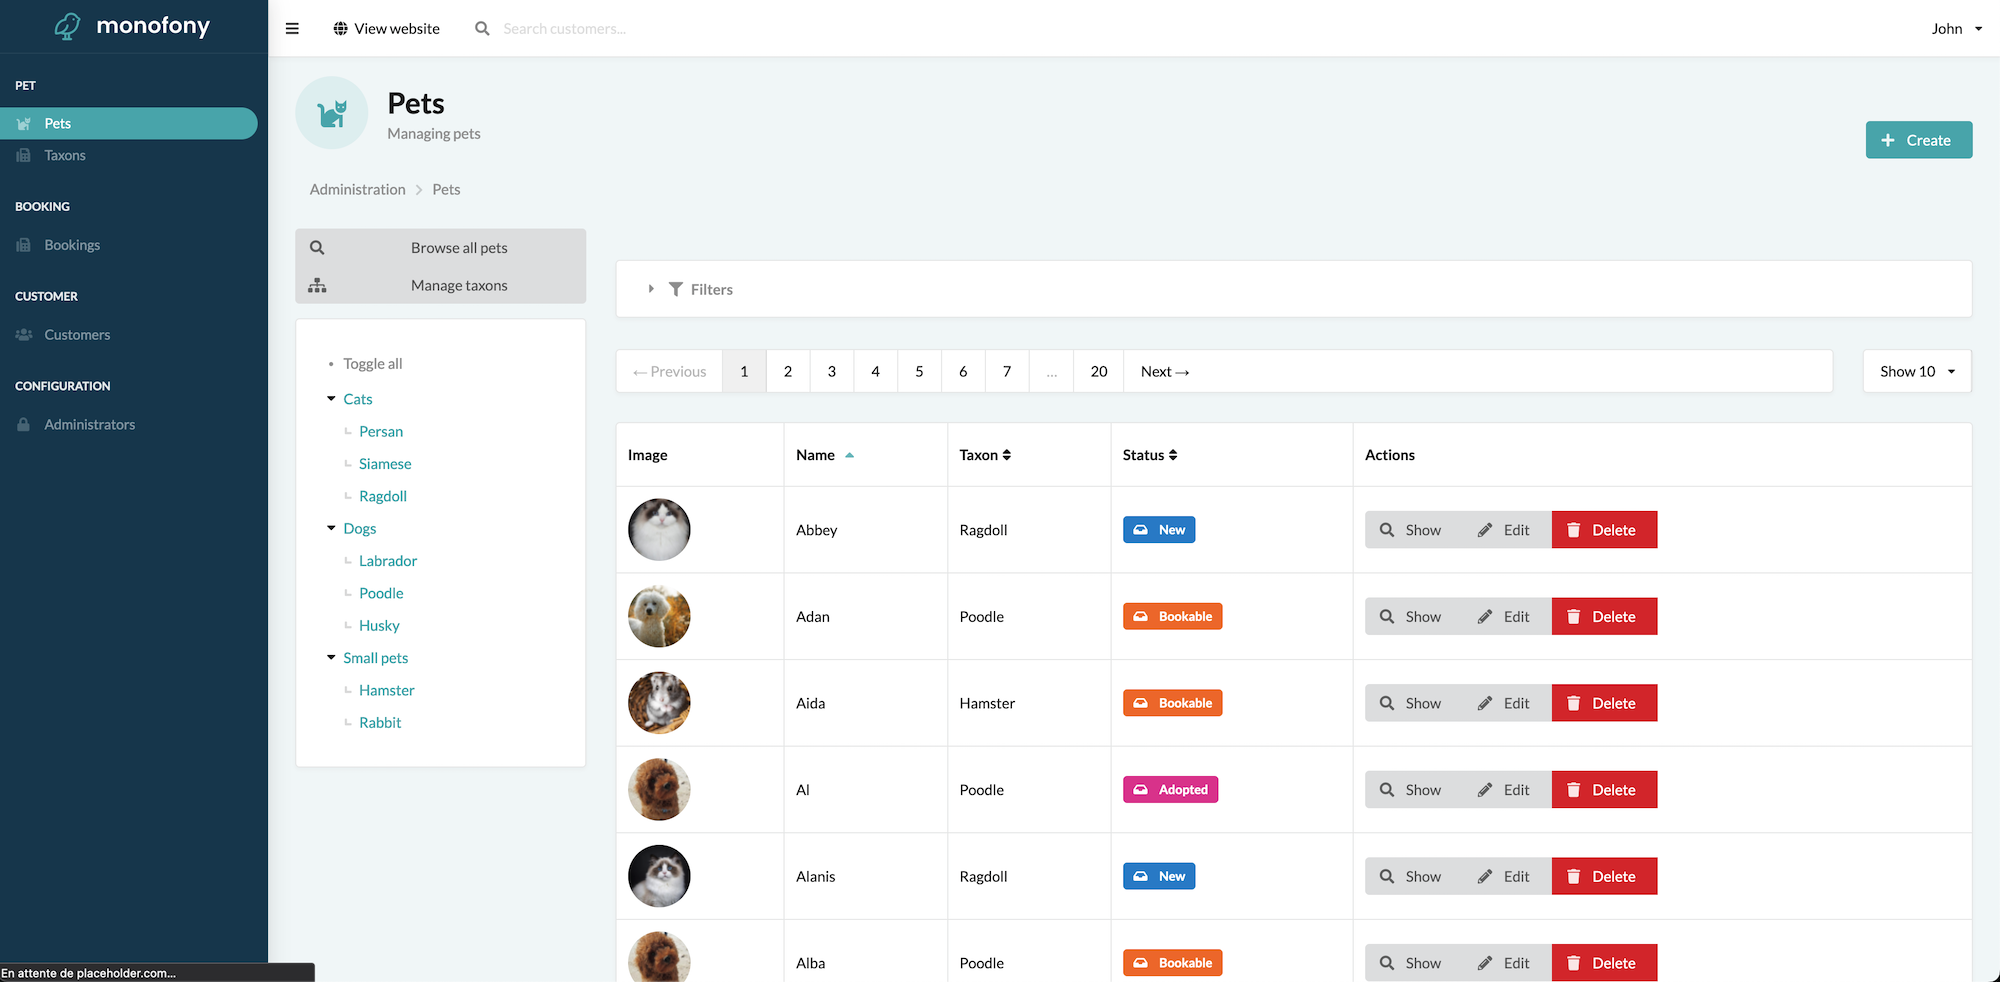 monofony
View website
Search customers...
John
PET
Pets
Taxons
BOOKING
Bookings
CUSTOMER
Customers
CONFIGURATION
Administrators
Pets
Managing pets
Create
Administration Pets
Browse all pets
Manage taxons
Toggle all
Cats
Persan
Siamese
Ragdoll
Dogs
Labrador
Poodle
Husky
Small pets
Hamster
Rabbit
Filters
← Previous 1 2 3 4 5 6 7 ... 20 Next →
Show 10
Image Name Taxon Status Actions
Abbey Ragdoll New Show Edit Delete
Adan Poodle Bookable Show Edit Delete
Aida Hamster Bookable Show Edit Delete
Al Poodle Adopted Show Edit Delete
Alanis Ragdoll New Show Edit Delete
Alba Poodle Bookable Show Edit Delete
En attente de placeholder.com...